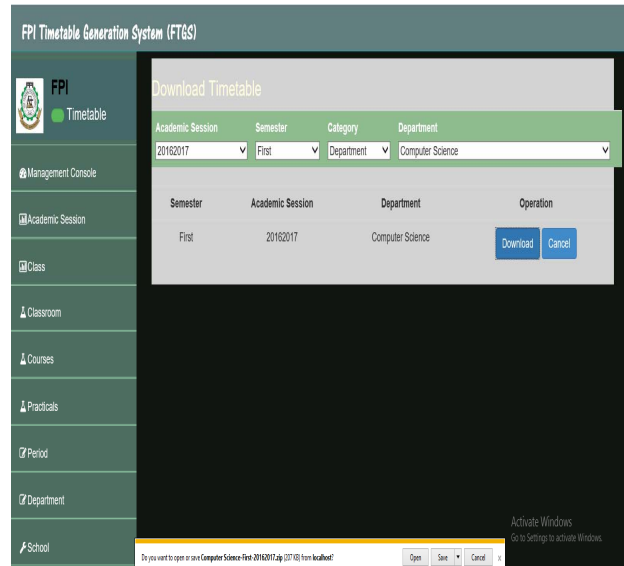 FPI Timetable Generation System (FTGS)
FPI
Timetable
Management Console
Academic Session
Class
Classroom
Courses
Practicals
Period
Department
School
Download Timetable
Academic Session Semester Category Department
20162017 First Department Computer Science
Semester Academic Session Department Operation
First 20162017 Computer Science Download Cancel
Activate Windows
Go to Settings to activate Windows.
Do you want to open or save Computer Science-First-20162017.zip (207 KB) from localhost? Open Save Cancel x